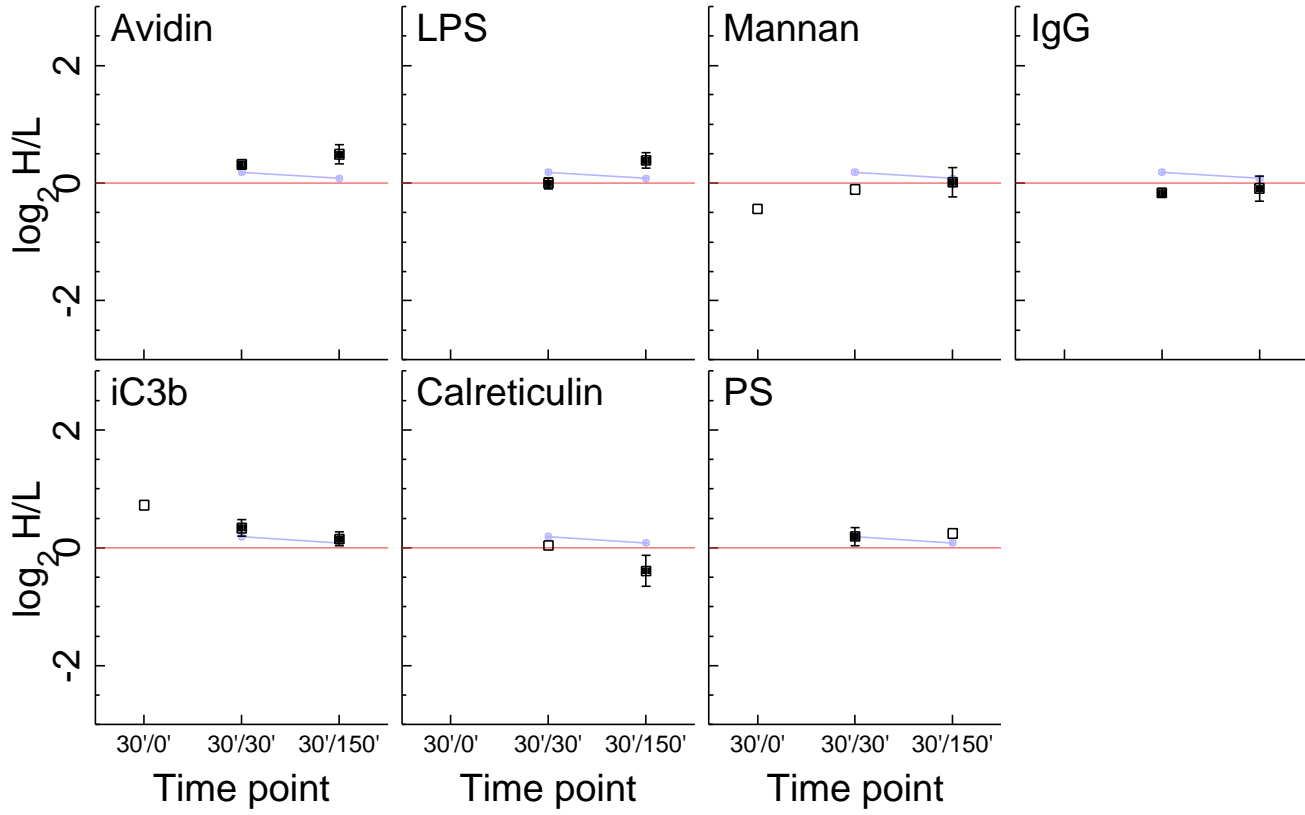 Avidin LPS Mannan IgG
log2 H/L
2
0
-2
iC3b Calreticulin PS
log2 H/L
2
0
-2
30'/0' 30'/30' 30'/150' 30'/0' 30'/30' 30'/150' 30'/0' 30'/30' 30'/150'
Time point Time point Time point